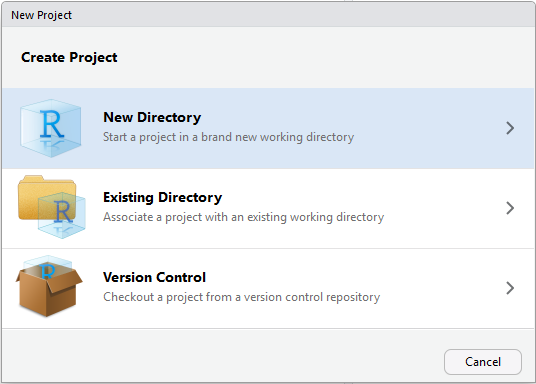 New Project
Create Project
R
New Directory
Start a project in a brand new working directory
R
Existing Directory
Associate a project with an existing working directory
R
Version Control
Checkout a project from a version control repository
Cancel